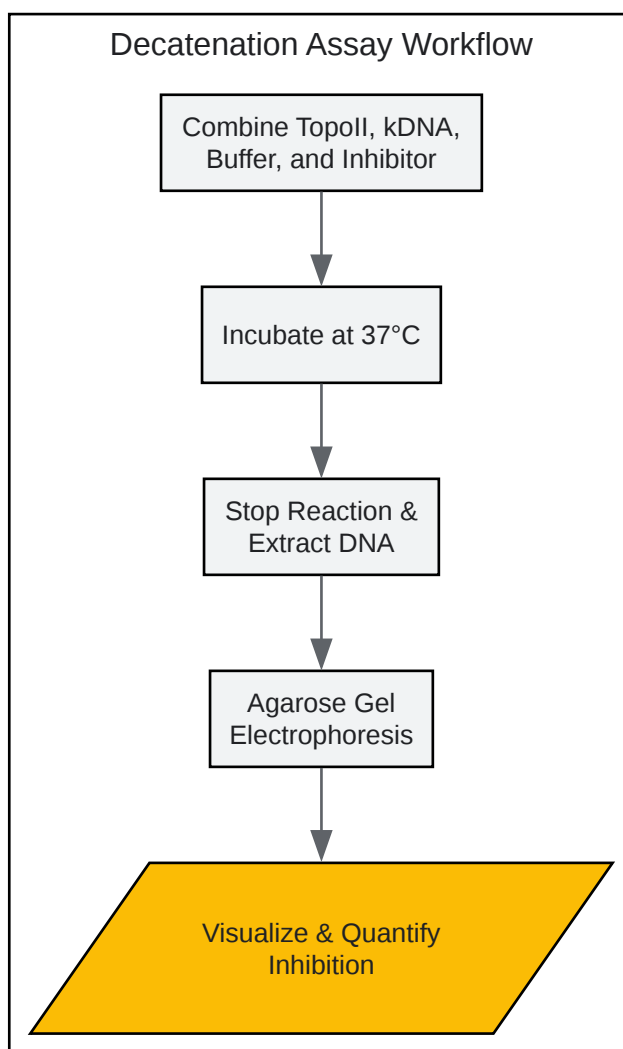 Decatenation Assay Workflow
Combine TopoII, kDNA,
Buffer, and Inhibitor
Incubate at 37°C
Stop Reaction &
Extract DNA
Agarose Gel
Electrophoresis
Visualize & Quantify
Inhibition